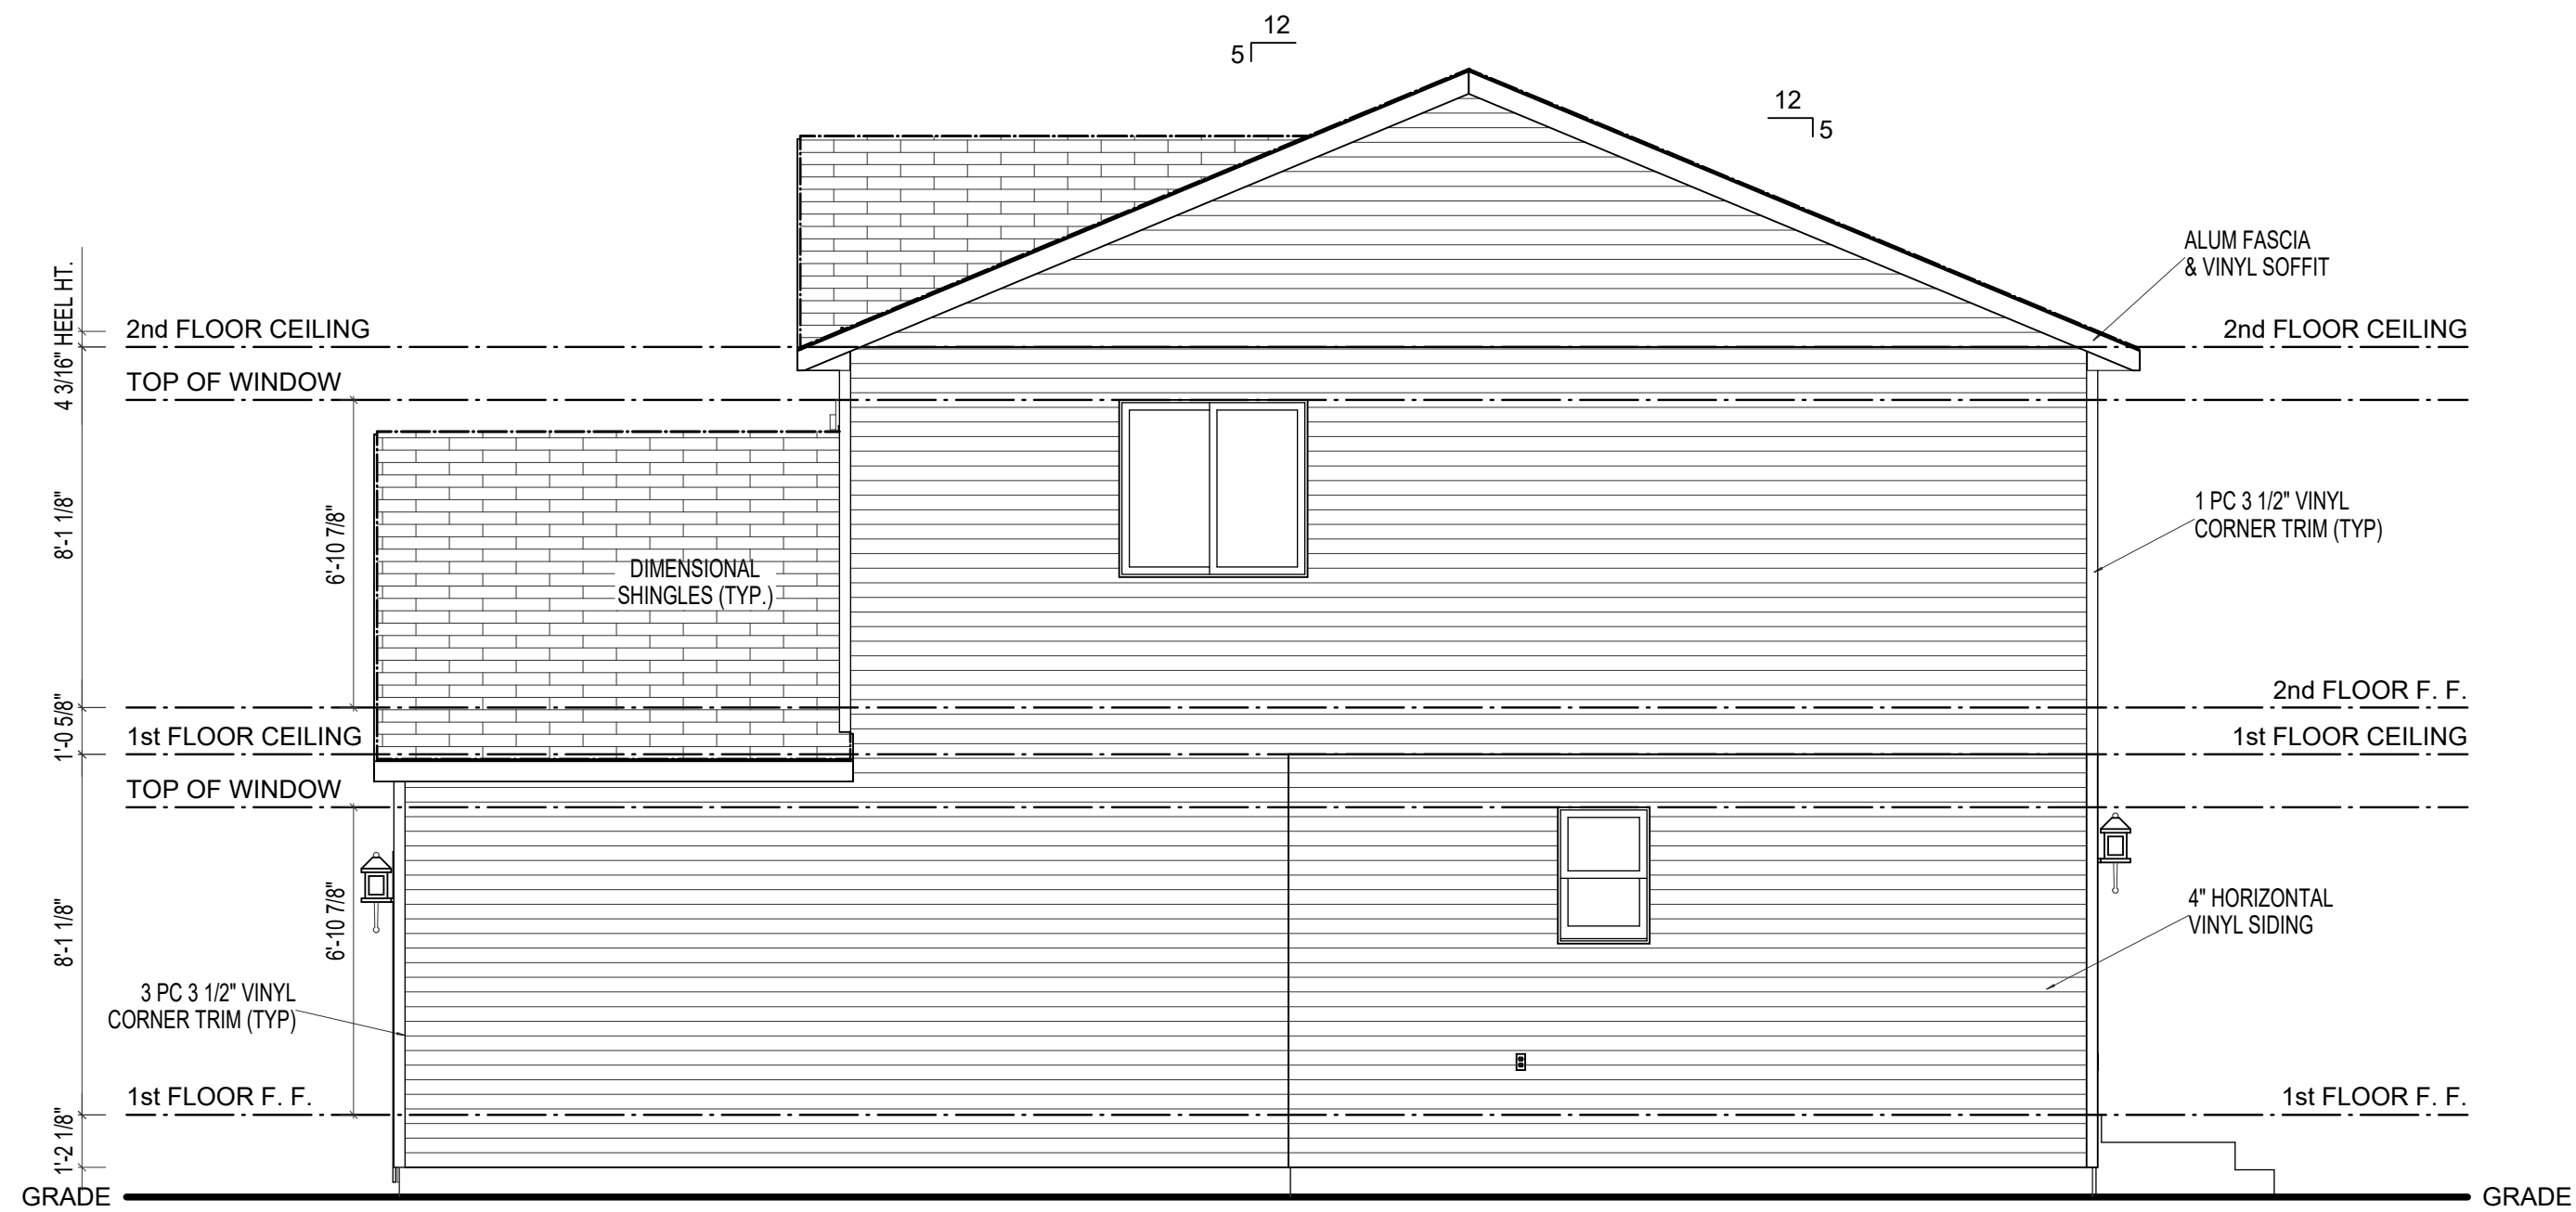 12
5
12
5
ALUM FASCIA
& VINYL SOFFIT
4 3/16" HEEL HT.
2nd FLOOR CEILING
2nd FLOOR CEILING
TOP OF WINDOW
8'-1 1/8"
6'-10 7/8"
1 PC 3 1/2" VINYL
CORNER TRIM (TYP)
DIMENSIONAL
SHINGLES (TYP.)
2nd FLOOR F. F.
1'-0 5/8"
1st FLOOR CEILING
1st FLOOR CEILING
TOP OF WINDOW
8'-1 1/8"
6'-10 7/8"
4" HORIZONTAL
VINYL SIDING
3 PC 3 1/2" VINYL
CORNER TRIM (TYP)
1st FLOOR F. F.
1st FLOOR F. F.
1'-2 1/8"
GRADE
GRADE